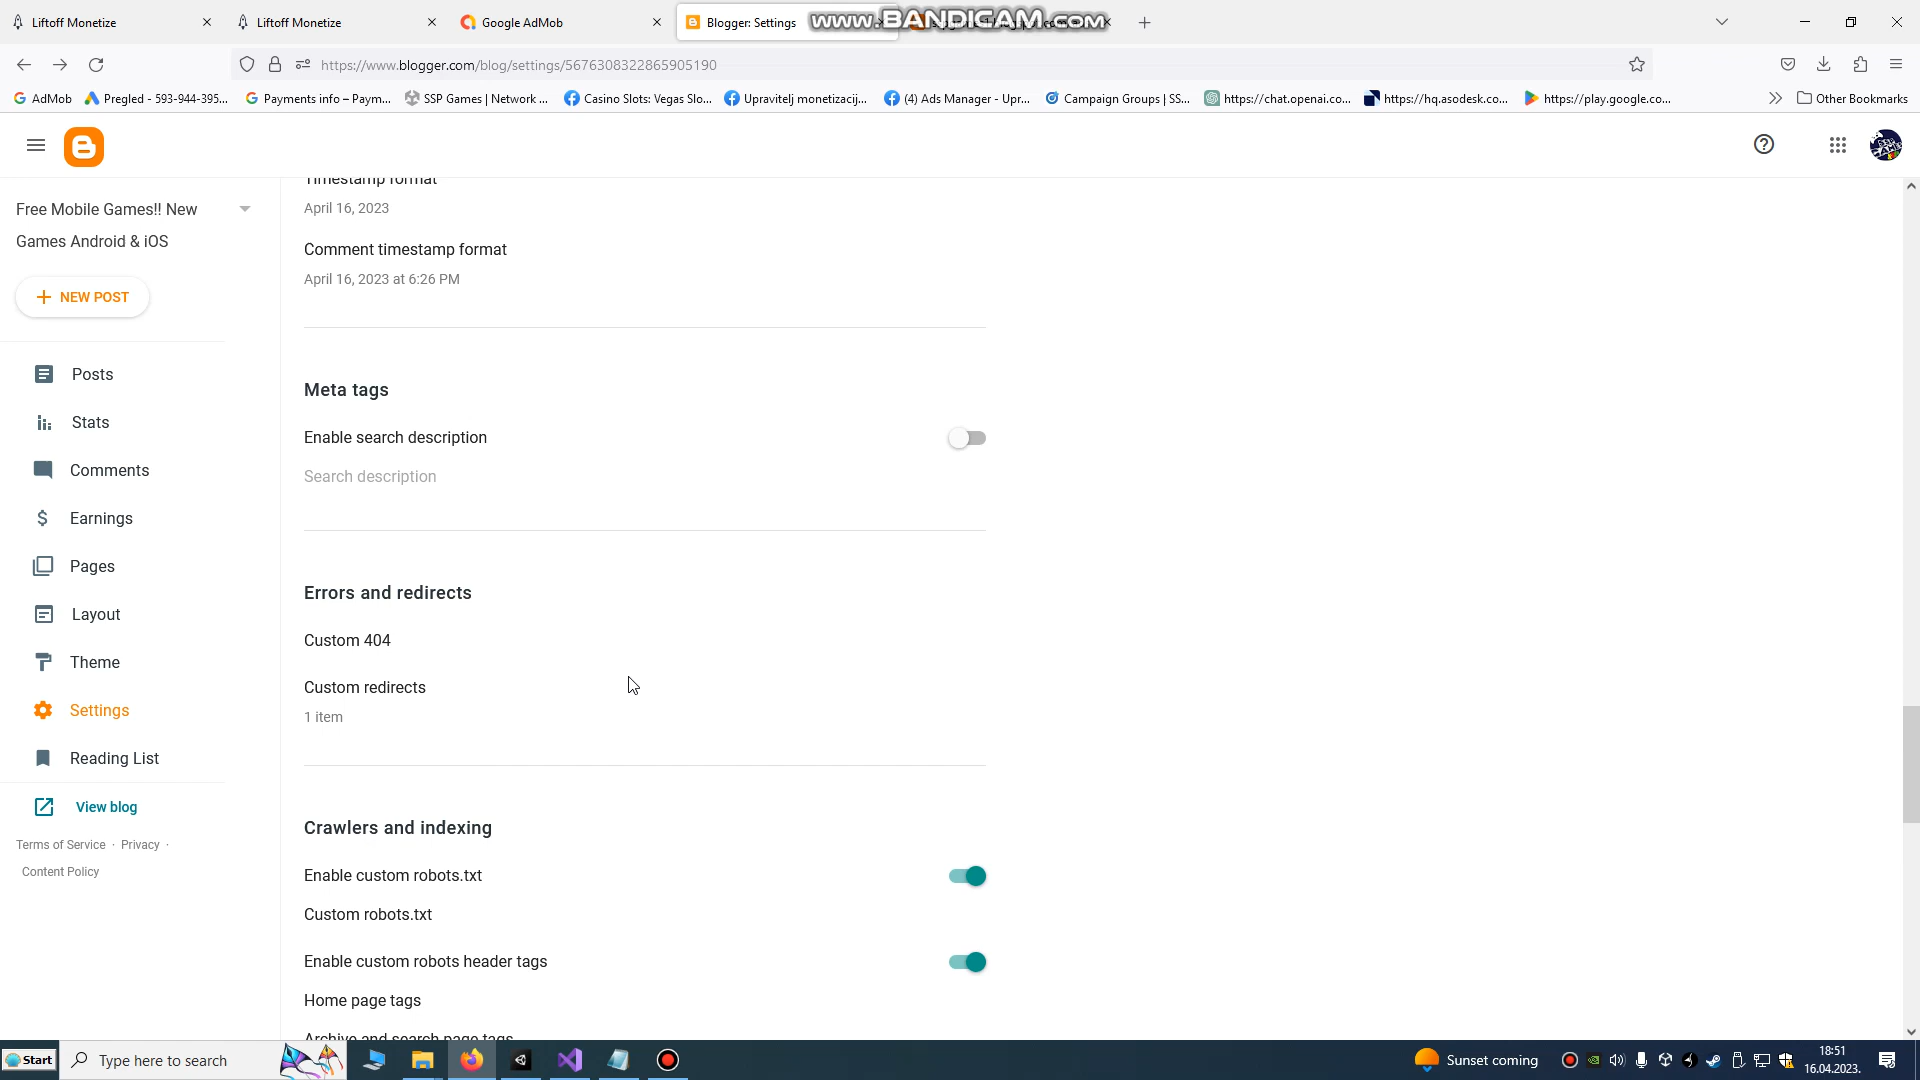 Liftoff Monetize
Liftoff Monetize
Google AdMob
Blogger: Settings
www.BANDICAM.com
https://www.blogger.com/blog/settings/5676308322865905190
AdMob
Pregled - 593-944-395...
Payments info – Paym...
SSP Games | Network ...
Casino Slots: Vegas Slo...
Upravitelj monetizacij...
(4) Ads Manager - Upr...
Campaign Groups | SS...
https://chat.openai.co...
https://hq.asodesk.co...
https://play.google.co...
Other Bookmarks
Free Mobile Games!! New
Games Android & iOS
NEW POST
Posts
Stats
Comments
Earnings
Pages
Layout
Theme
Settings
Reading List
View blog
Terms of Service · Privacy ·
Content Policy
Timestamp format
April 16, 2023
Comment timestamp format
April 16, 2023 at 6:26 PM
Meta tags
Enable search description
Search description
Errors and redirects
Custom 404
Custom redirects
1 item
Crawlers and indexing
Enable custom robots.txt
Custom robots.txt
Enable custom robots header tags
Home page tags
Archive and search page tags
Start
Type here to search
Sunset coming
18:51
16.04.2023.